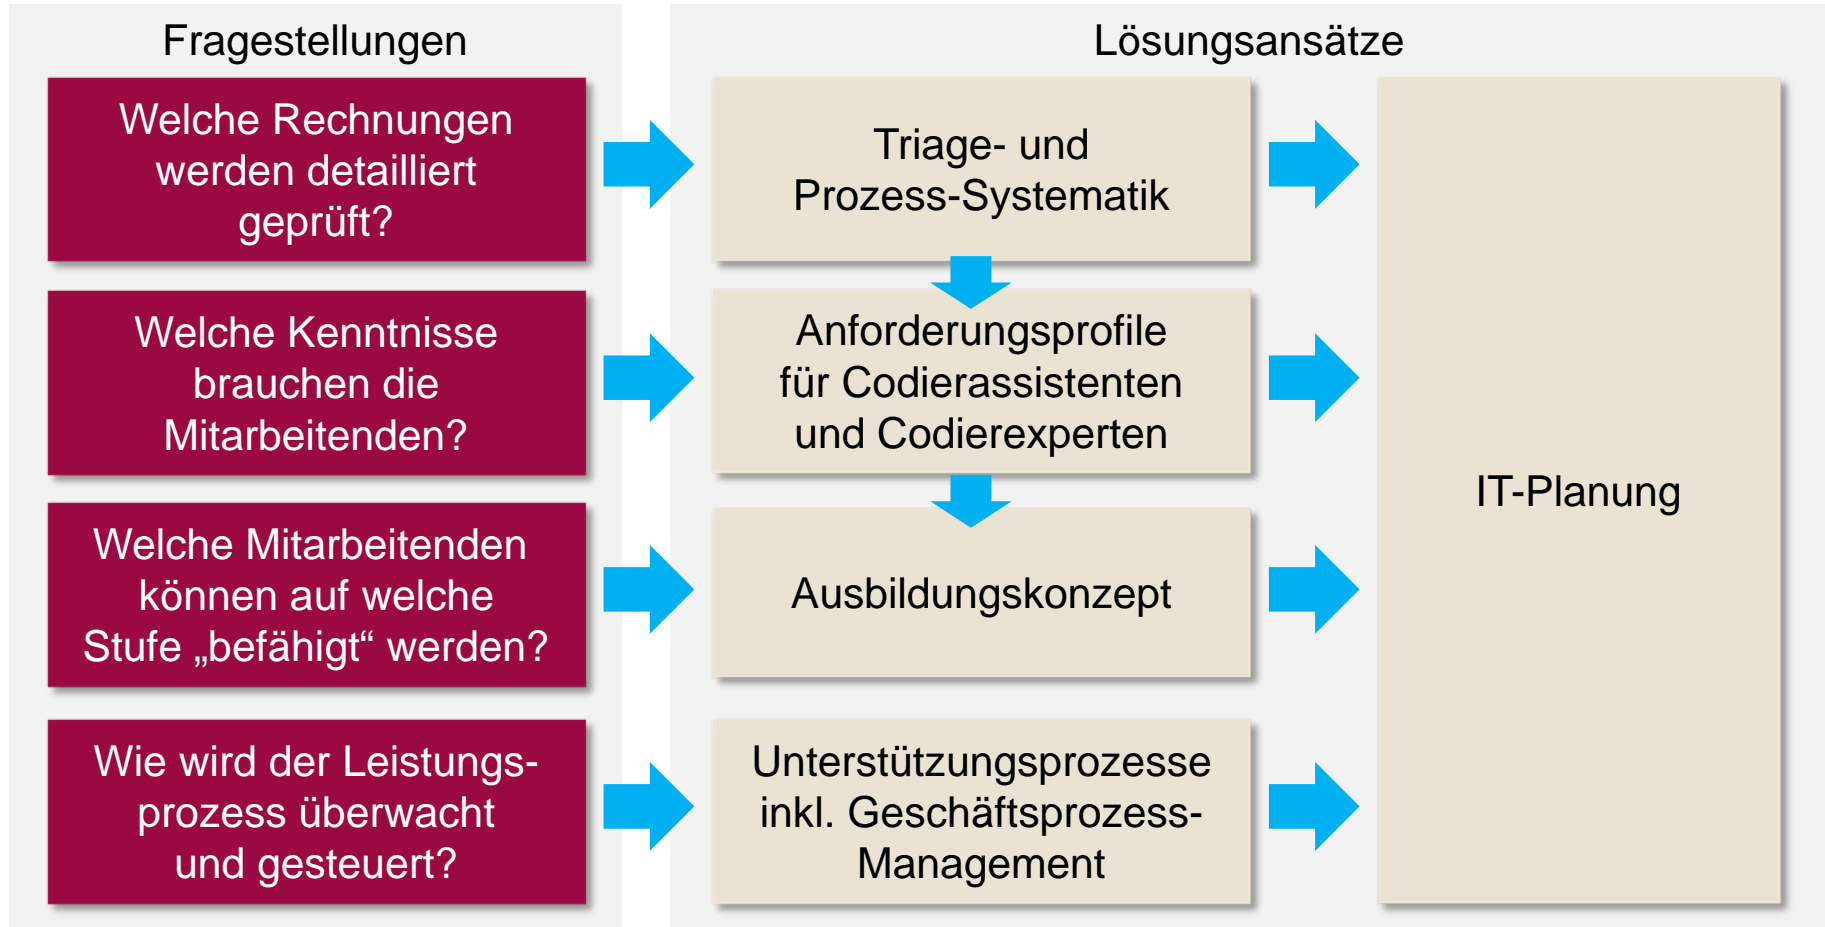 Fragestellungen
Lösungsansätze
Welche Rechnungen
werden detailliert
geprüft?
Triage- und
Prozess-Systematik
Welche Kenntnisse
brauchen die
Mitarbeitenden?
Anforderungsprofile
für Codierassistenten
und Codierexperten
Welche Mitarbeitenden
können auf welche
Stufe „befähigt“ werden?
Ausbildungskonzept
Wie wird der Leistungs-
prozess überwacht
und gesteuert?
Unterstützungsprozesse
inkl. Geschäftsprozess-
Management
IT-Planung